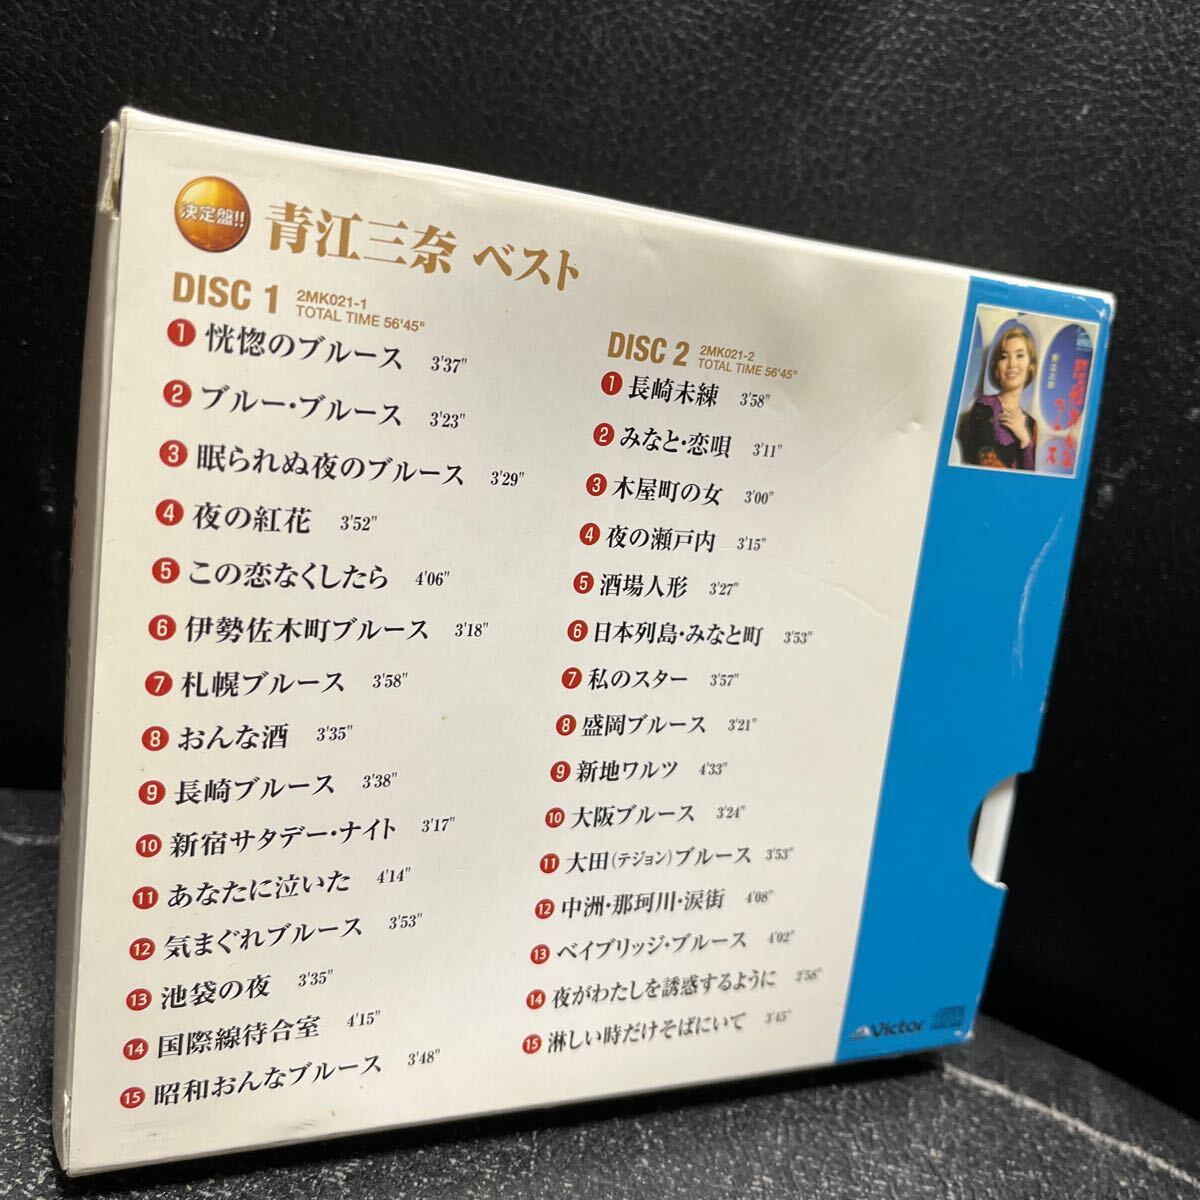 決定盤!!
青江三奈 ベスト
DISC 1 2MK021-1
TOTAL TIME 56'45"
1 恍惚のブルース 3'37"
2 ブルー・ブルース 3'23"
3 眠られぬ夜のブルース 3'29"
4 夜の紅花 3'52"
5 この恋なくしたら 4'06"
6 伊勢佐木町ブルース 3'18"
7 札幌ブルース 3'58"
8 おんな酒 3'35"
9 長崎ブルース 3'38"
10 新宿サタデー・ナイト 3'17"
11 あなたに泣いた 4'14"
12 気まぐれブルース 3'53"
13 池袋の夜 3'35"
14 国際線待合室 4'15"
15 昭和おんなブルース 3'48"
DISC 2 2MK021-2
TOTAL TIME 56'45"
1 長崎未練 3'58"
2 みなと・恋唄 3'11"
3 木屋町の女 3'00"
4 夜の瀬戸内 3'15"
5 酒場人形 3'27"
6 日本列島・みなと町 3'53"
7 私のスター 3'57"
8 盛岡ブルース 3'21"
9 新地ワルツ 4'33"
10 大阪ブルース 3'24"
11 大田(テジョン)ブルース 3'53"
12 中洲・那珂川・涙街 4'08"
13 ベイブリッジ・ブルース 4'02"
14 夜がわたしを誘惑するように 2'58"
15 淋しい時だけそばにいて 3'45"
Victor